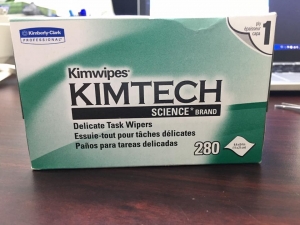 Kimberly-Clark
PROFESSIONAL*
1
Kimwipes*
KIMTECH
SCIENCE* BRAND
Delicate Task Wipers
Essuie-tout pour tâches délicates
Paños para tareas delicadas
280